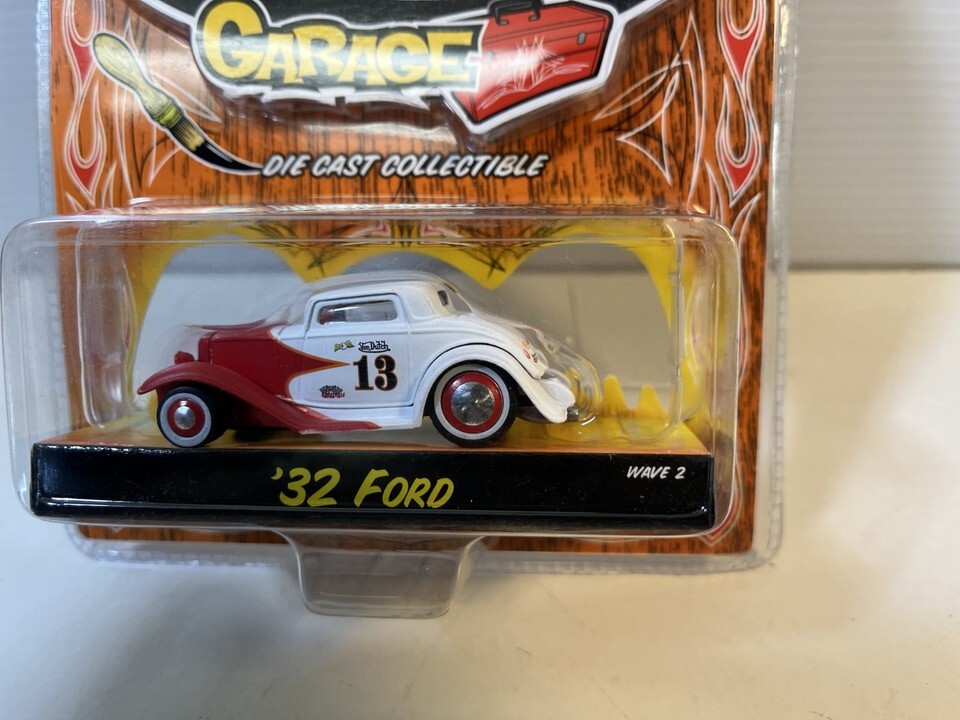 GARAGE
DIE CAST COLLECTIBLE
Von Dutch
13
'32 FORD
WAVE 2